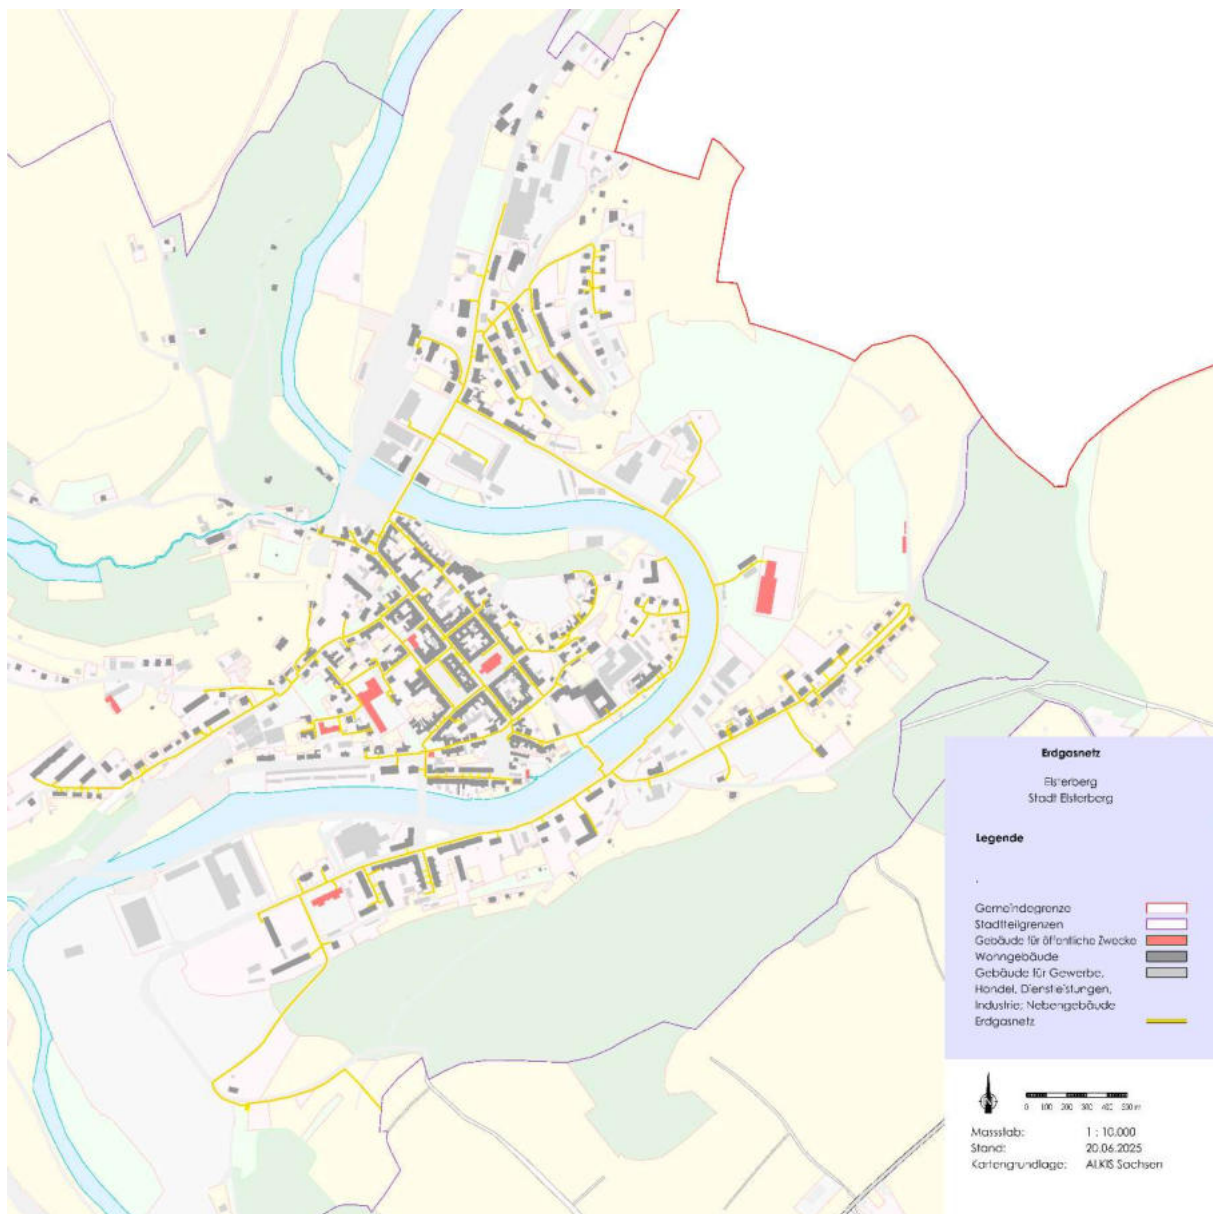 Erdgasnetz
Elsterberg
Stadt Elsterberg
Legende
.
Gemeindegrenze
Stadtteilgrenzen
Gebäude für öffentliche Zwecke
Wohngebäude
Gebäude für Gewerbe,
Handel, Dienstleistungen,
Industrie; Nebengebäude
Erdgasnetz
N
0 100 200 300 400 500 m
Massstab: 1 : 10.000
Stand: 20.06.2025
Kartengrundlage: ALKIS Sachsen